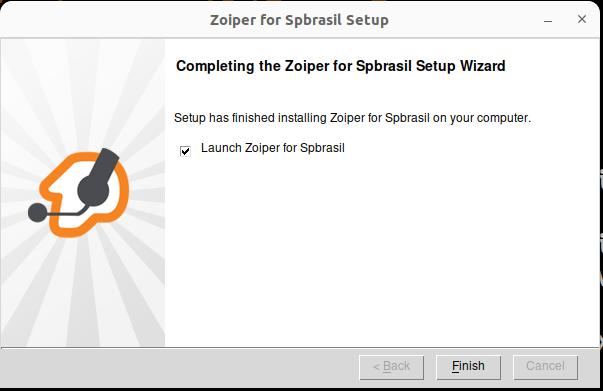 Zoiper for Spbrasil Setup
Completing the Zoiper for Spbrasil Setup Wizard
Setup has finished installing Zoiper for Spbrasil on your computer.
Launch Zoiper for Spbrasil
< Back Finish Cancel